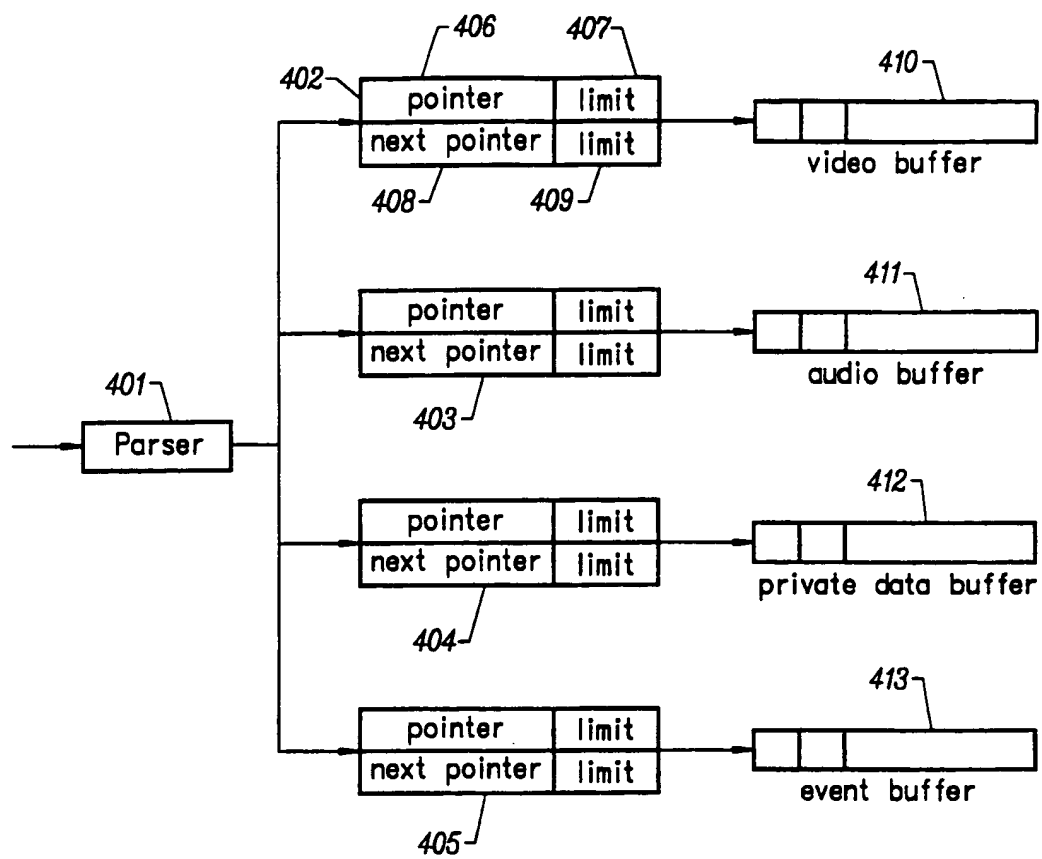 406
407
410
402
pointer limit
next pointer limit
video buffer
408
409
411
pointer limit
next pointer limit
audio buffer
401
403
Parser
412
pointer limit
next pointer limit
private data buffer
404
413
pointer limit
next pointer limit
event buffer
405